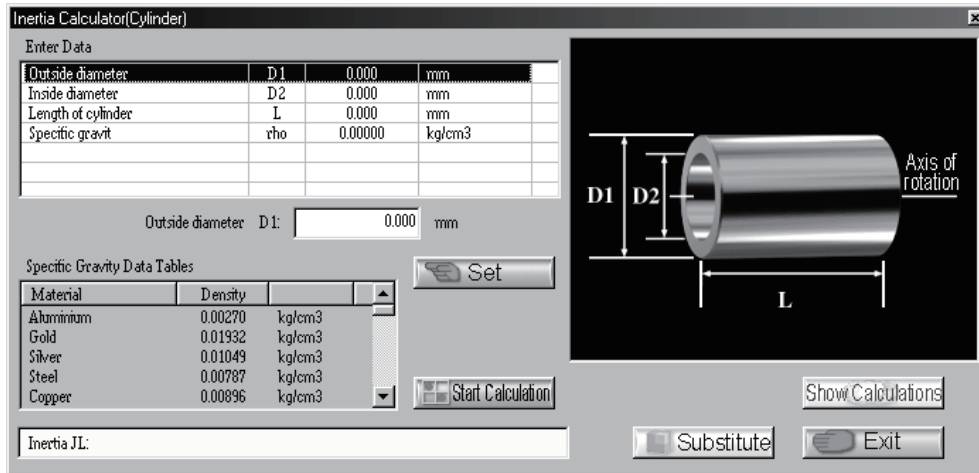 Inertia Calculator(Cylinder)
Enter Data
Outside diameter D1 0.000 mm
Inside diameter D2 0.000 mm
Length of cylinder L 0.000 mm
Specific gravit rho 0.00000 kg/cm3
Outside diameter D1: 0.000 mm
Specific Gravity Data Tables
Material Density
Aluminium 0.00270 kg/cm3
Gold 0.01932 kg/cm3
Silver 0.01049 kg/cm3
Steel 0.00787 kg/cm3
Copper 0.00896 kg/cm3
Set
Start Calculation
D1 D2
Axis of
rotation
L
Show Calculations
Inertia JL:
Substitute
Exit